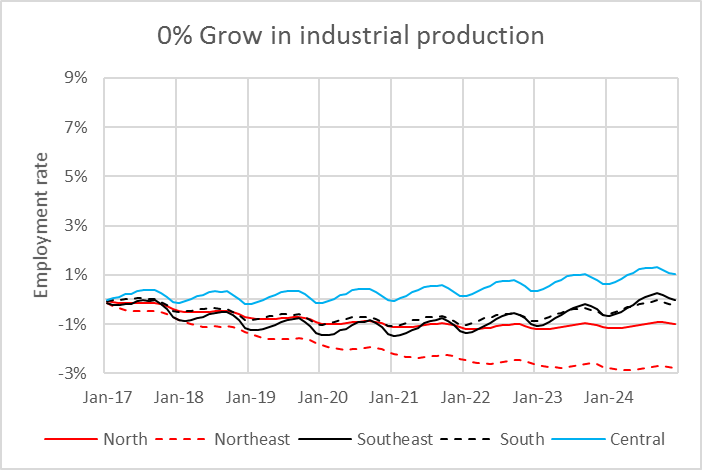 0% Grow in industrial production
9%
7%
5%
3%
1%
-1%
-3%
Employment rate
Jan-17 Jan-18 Jan-19 Jan-20 Jan-21 Jan-22 Jan-23 Jan-24
North Northeast Southeast South Central